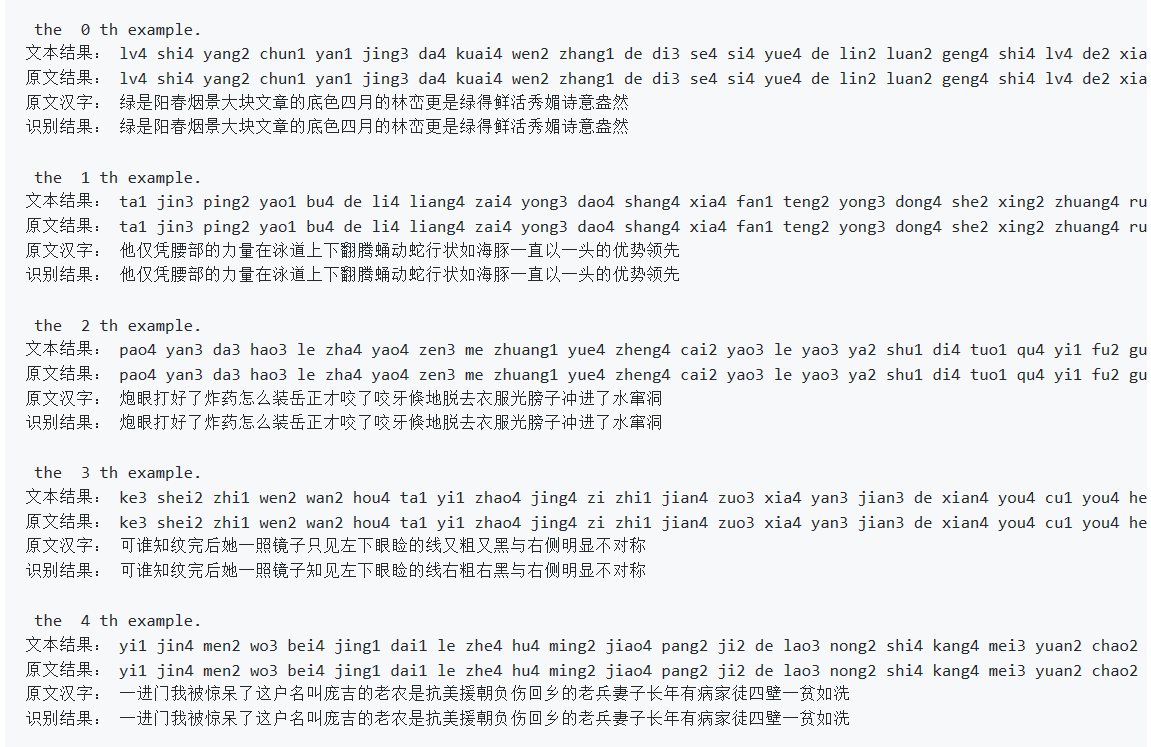 the  0 th example.
文本结果： lv4 shi4 yang2 chun1 yan1 jing3 da4 kuai4 wen2 zhang1 de di3 se4 si4 yue4 de lin2 luan2 geng4 shi4 lv4 de2 xia
原文结果： lv4 shi4 yang2 chun1 yan1 jing3 da4 kuai4 wen2 zhang1 de di3 se4 si4 yue4 de lin2 luan2 geng4 shi4 lv4 de2 xia
原文汉字： 绿是阳春烟景大块文章的底色四月的林峦更是绿得鲜活秀媚诗意盎然
识别结果： 绿是阳春烟景大块文章的底色四月的林峦更是绿得鲜活秀媚诗意盎然
the  1 th example.
文本结果： ta1 jin3 ping2 yao1 bu4 de li4 liang4 zai4 yong3 dao4 shang4 xia4 fan1 teng2 yong3 dong4 she2 xing2 zhuang4 ru
原文结果： ta1 jin3 ping2 yao1 bu4 de li4 liang4 zai4 yong3 dao4 shang4 xia4 fan1 teng2 yong3 dong4 she2 xing2 zhuang4 ru
原文汉字： 他仅凭腰部的力量在泳道上下翻腾蛹动蛇行状如海豚一直以一头的优势领先
识别结果： 他仅凭腰部的力量在泳道上下翻腾蛹动蛇行状如海豚一直以一头的优势领先
the  2 th example.
文本结果： pao4 yan3 da3 hao3 le zha4 yao4 zen3 me zhuang1 yue4 zheng4 cai2 yao3 le yao3 ya2 shu1 di4 tuo1 qu4 yi1 fu2 gu
原文结果： pao4 yan3 da3 hao3 le zha4 yao4 zen3 me zhuang1 yue4 zheng4 cai2 yao3 le yao3 ya2 shu1 di4 tuo1 qu4 yi1 fu2 gu
原文汉字： 炮眼打好了炸药怎么装岳正才咬了咬牙倏地脱去衣服光膀子冲进了水窜洞
识别结果： 炮眼打好了炸药怎么装岳正才咬了咬牙倏地脱去衣服光膀子冲进了水窜洞
the  3 th example.
文本结果： ke3 shei2 zhi1 wen2 wan2 hou4 ta1 yi1 zhao4 jing4 zi zhi1 jian4 zuo3 xia4 yan3 jian3 de xian4 you4 cu1 you4 he
原文结果： ke3 shei2 zhi1 wen2 wan2 hou4 ta1 yi1 zhao4 jing4 zi zhi1 jian4 zuo3 xia4 yan3 jian3 de xian4 you4 cu1 you4 he
原文汉字： 可谁知纹完后她一照镜子只见左下眼睑的线又粗又黑与右侧明显不对称
识别结果： 可谁知纹完后她一照镜子知见左下眼睑的线右粗右黑与右侧明显不对称
the  4 th example.
文本结果： yi1 jin4 men2 wo3 bei4 jing1 dai1 le zhe4 hu4 ming2 jiao4 pang2 ji2 de lao3 nong2 shi4 kang4 mei3 yuan2 chao2
原文结果： yi1 jin4 men2 wo3 bei4 jing1 dai1 le zhe4 hu4 ming2 jiao4 pang2 ji2 de lao3 nong2 shi4 kang4 mei3 yuan2 chao2
原文汉字： 一进门我被惊呆了这户名叫庞吉的老农是抗美援朝负伤回乡的老兵妻子长年有病家徒四壁一贫如洗
识别结果： 一进门我被惊呆了这户名叫庞吉的老农是抗美援朝负伤回乡的老兵妻子长年有病家徒四壁一贫如洗